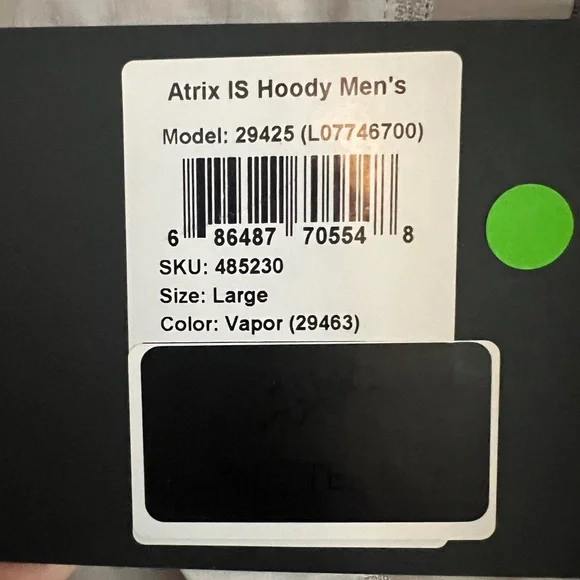 Atrix IS Hoody Men's
Model: 29425 (L07746700)
6 86487 70554 8
SKU: 485230
Size: Large
Color: Vapor (29463)